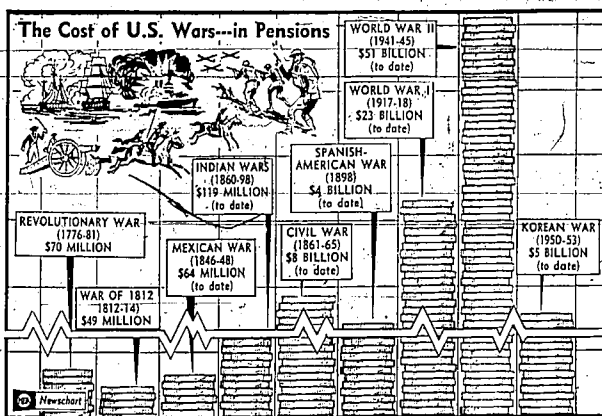 The Cost of U.S. Wars---in Pensions
WORLD WAR II
(1941-45)
$51 BILLION
(to date)
WORLD WAR I
(1917-18)
$23 BILLION
(to date)
SPANISH-
AMERICAN WAR
(1898)
$4 BILLION
(to date)
INDIAN WARS
(1860-98)
$119 MILLION
(to date)
REVOLUTIONARY WAR
(1776-81)
$70 MILLION
MEXICAN WAR
(1846-48)
$64 MILLION
(to date)
CIVIL WAR
(1861-65)
$8 BILLION
(to date)
KOREAN WAR
(1950-53)
$5 BILLION
(to date)
WAR OF 1812
1812-14)
$49 MILLION
NEA Newschart